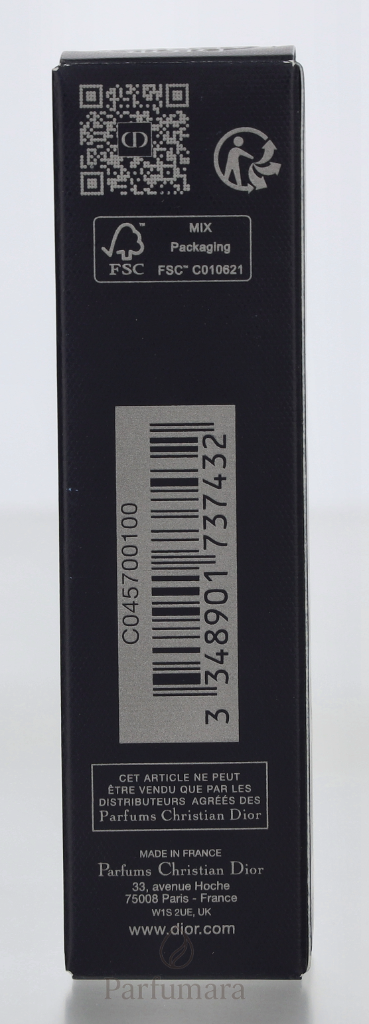 CD
MIX
Packaging
FSC™
FSC™ C010621
C045700100
3 348901 737432
CET ARTICLE NE PEUT
ÊTRE VENDU QUE PAR LES
DISTRIBUTEURS AGRÉÉS DES
Parfums Christian Dior
MADE IN FRANCE
Parfums Christian Dior
33, avenue Hoche
75008 Paris - France
W1S 2UE, UK
www.dior.com
Parfumara